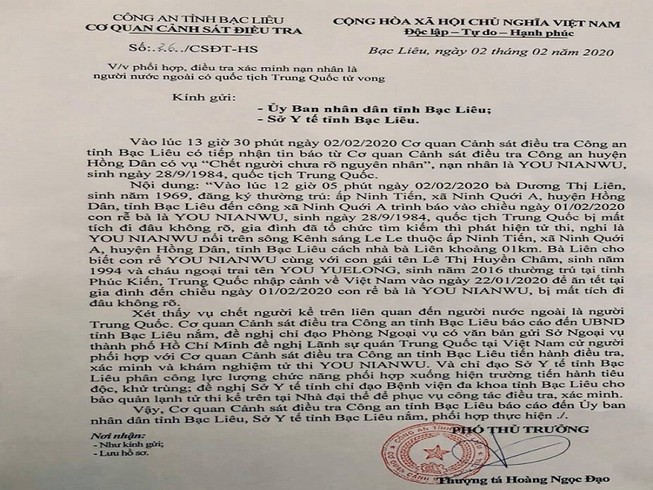 CÔNG AN TỈNH BẠC LIÊU
CƠ QUAN CẢNH SÁT ĐIỀU TRA
Số: 36 /CSĐT-HS
CỘNG HÒA XÃ HỘI CHỦ NGHĨA VIỆT NAM
Độc lập – Tự do – Hạnh phúc
Bạc Liêu, ngày 02 tháng 02 năm 2020
V/v phối hợp, điều tra xác minh nạn nhân là
người nước ngoài có quốc tịch Trung Quốc tử vong
Kính gửi:
- Ủy Ban nhân dân tỉnh Bạc Liêu;
- Sở Y tế tỉnh Bạc Liêu.
Vào lúc 13 giờ 30 phút ngày 02/02/2020 Cơ quan Cảnh sát điều tra Công an
tỉnh Bạc Liêu có tiếp nhận tin báo từ Cơ quan Cảnh sát điều tra Công an huyện
Hồng Dân có vụ “Chết người chưa rõ nguyên nhân”, nạn nhân là YOU NIANWU,
sinh ngày 28/9/1984, quốc tịch Trung Quốc.
Nội dung: “Vào lúc 12 giờ 05 phút ngày 02/02/2020 bà Dương Thị Liên,
sinh năm 1969, đăng ký thường trú: ấp Ninh Tiến, xã Ninh Quới A, huyện Hồng
Dân, tỉnh Bạc Liêu đến công xã Ninh Quới A trình báo vào chiều ngày 01/02/2020
con rể bà là YOU NIANWU, sinh ngày 28/9/1984, quốc tịch Trung Quốc bị mất
tích đi đâu không rõ, gia đình đã tổ chức tìm kiếm thì phát hiện tử thi, nghi là
YOU NIANWU nổi trên sông Kênh sáng Le Le thuộc ấp Ninh Tiến, xã Ninh Quới
A, huyện Hồng Dân, tỉnh Bạc Liêu cách nhà bà Liên khoảng 01km. Bà Liên cho
biết con rể YOU NIANWU cùng với con gái tên Lê Thị Huyền Châm, sinh năm
1994 và cháu ngoại trai tên YOU YUELONG, sinh năm 2016 thường trú tại tỉnh
Phúc Kiến, Trung Quốc nhập cảnh về Việt Nam vào ngày 22/01/2020 để ăn tết tại
gia đình đến chiều ngày 01/02/2020 con rể bà là YOU NIANWU, bị mất tích đi
đâu không rõ.
Xét thấy vụ chết người kể trên liên quan đến người nước ngoài là người
Trung Quốc. Cơ quan Cảnh sát điều tra Công an tỉnh Bạc Liêu báo cáo đến UBND
tỉnh Bạc Liêu nắm, đề nghị chỉ đạo Phòng Ngoại vụ có văn bản gửi Sở Ngoại vụ
thành phố Hồ Chí Minh đề nghị Lãnh sự quán Trung Quốc tại Việt Nam cử người
phối hợp với Cơ quan Cảnh sát điều tra Công an tỉnh Bạc Liêu tiến hành điều tra,
xác minh và khám nghiệm tử thi YOU NIANWU. Và chỉ đạo Sở Y tế tỉnh Bạc
Liêu phân công lực lượng chức năng phối hợp xuống hiện trường tiến hành tiêu
độc, khử trùng; đề nghị Sở Y tế tỉnh chỉ đạo Bệnh viện đa khoa tỉnh Bạc Liêu cho
bảo quản lạnh tử thi kể trên tại Nhà đại thể để phục vụ công tác điều tra, xác minh.
Vậy, Cơ quan Cảnh sát điều tra Công an tỉnh Bạc Liêu báo cáo đến Ủy ban
nhân dân tỉnh Bạc Liêu, Sở Y tế tỉnh Bạc Liêu nắm, phối hợp thực hiện ./.
Nơi nhận:
- Như kính gửi;
- Lưu hồ sơ.
PHÓ THỦ TRƯỞNG
Thượng tá Hoàng Ngọc Đạo